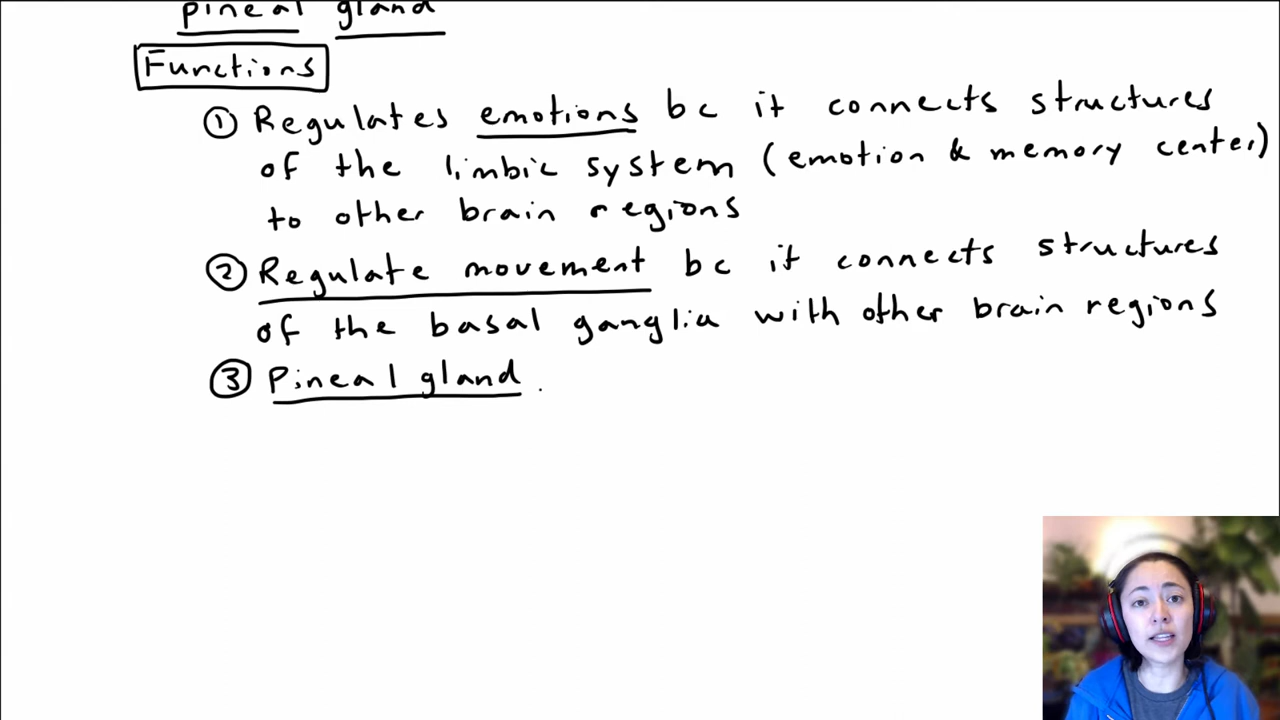 pineal gland
Functions
① Regulates emotions bc it connects structures
of the limbic system (emotion & memory center)
to other brain regions
② Regulate movement bc it connects structures
of the basal ganglia with other brain regions
③ Pineal gland